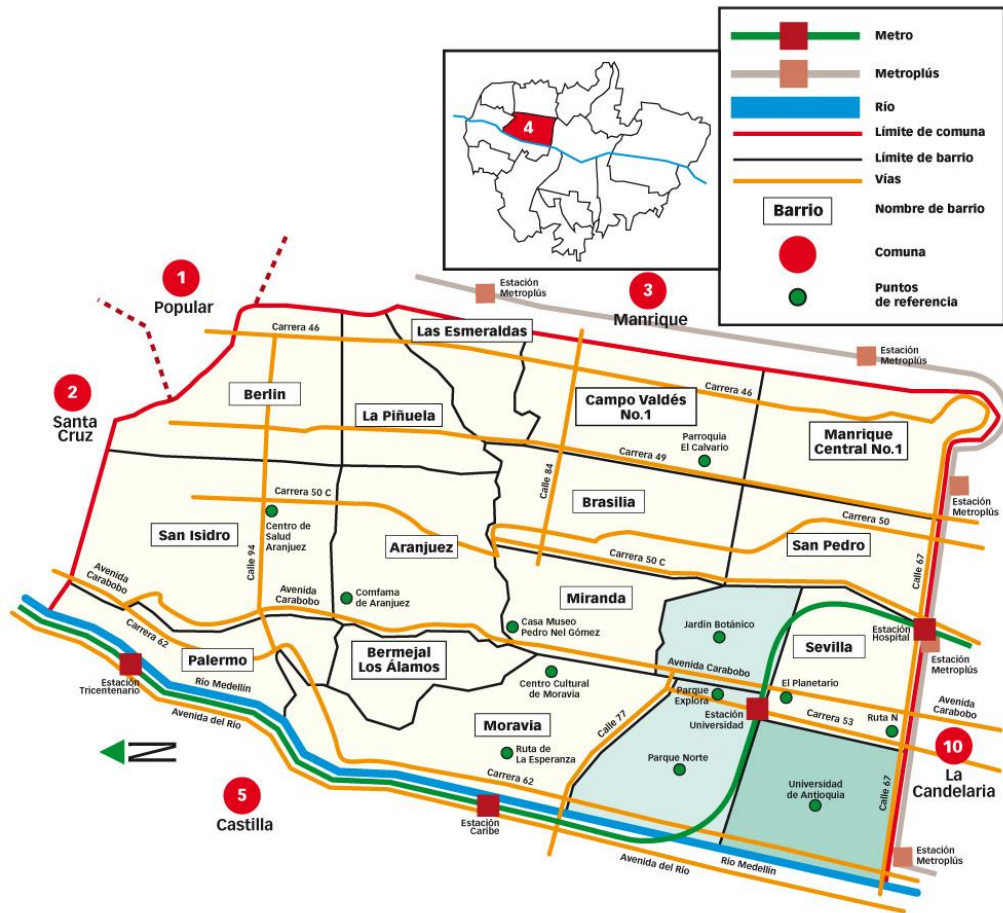 Metro
Metroplús
Río
Límite de comuna
Límite de barrio
Vías
Barrio
Nombre de barrio
Comuna
Puntos
de referencia
4
1
Popular
2
Santa
Cruz
3
Manrique
Estación
Metroplús
Estación
Metroplús
Carrera 46
Las Esmeraldas
Berlin
La Piñuela
Campo Valdés
No.1
Carrera 46
Manrique
Central No.1
Parroquia
El Calvario
Carrera 49
Calle 84
Brasilia
Estación
Metroplús
Carrera 50 C
San Isidro
Centro de
Salud
Aranjuez
Calle 94
Aranjuez
Carrera 50
San Pedro
Carrera 50 C
Calle 67
Avenida
Carabobo
Avenida
Carabobo
Comfama
de Aranjuez
Miranda
Casa Museo
Pedro Nel Gómez
Jardín Botánico
Sevilla
Estación
Hospital
Estación
Metroplús
Carrera 62
Palermo
Bermejal
Los Álamos
Centro Cultural
de Moravia
Avenida Carabobo
Parque
Explora
El Planetario
Estación
Universidad
Carrera 53
Ruta N
Avenida
Carabobo
Estación
Tricentenario
Río Medellín
Avenida del Río
Moravia
Calle 77
Ruta de
La Esperanza
Carrera 62
Parque Norte
Universidad
de Antioquia
Calle 67
10
La
Candelaria
N
5
Castilla
Estación
Caribe
Avenida del Río
Río Medellín
Estación
Metroplús